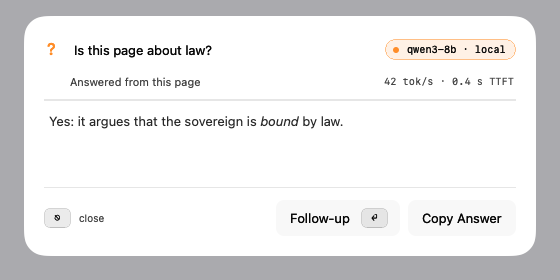 ? Is this page about law? qwen3-8b · local
Answered from this page 42 tok/s · 0.4 s TTFT
Yes: it argues that the sovereign is bound by law.
close Follow-up Copy Answer